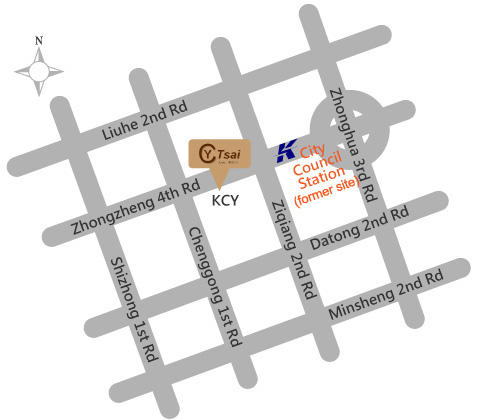 N
Liuhe 2nd Rd
Zhonghua 3rd Rd
Y Tsai
City
Council
Station
(former site)
Zhongzheng 4th Rd
KCY
Ziqiang 2nd Rd
Datong 2nd Rd
Chenggong 1st Rd
Shizhong 1st Rd
Minsheng 2nd Rd